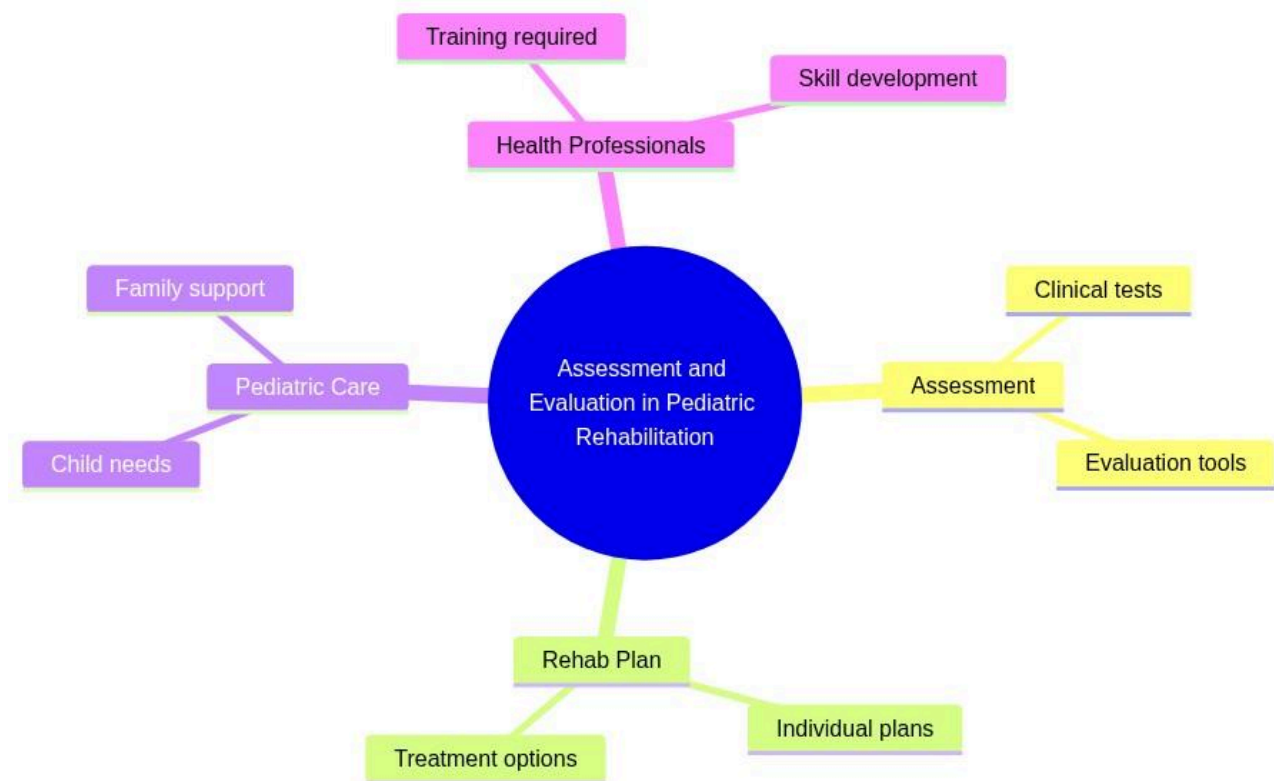 Training required
Skill development
Health Professionals
Family support
Clinical tests
Pediatric Care
Assessment and
Evaluation in Pediatric
Rehabilitation
Assessment
Child needs
Evaluation tools
Rehab Plan
Individual plans
Treatment options